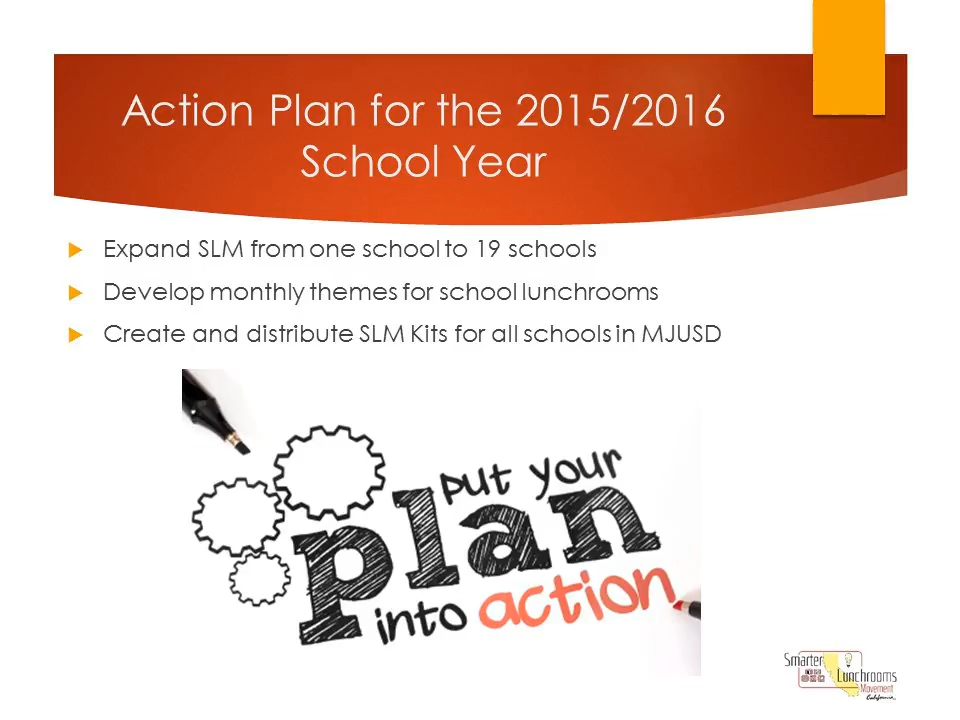 Action Plan for the 2015/2016
School Year
Expand SLM from one school to 19 schools
Develop monthly themes for school lunchrooms
Create and distribute SLM Kits for all schools in MJUSD
put your
plan
into action
Smarter
Lunchrooms
Movement
California